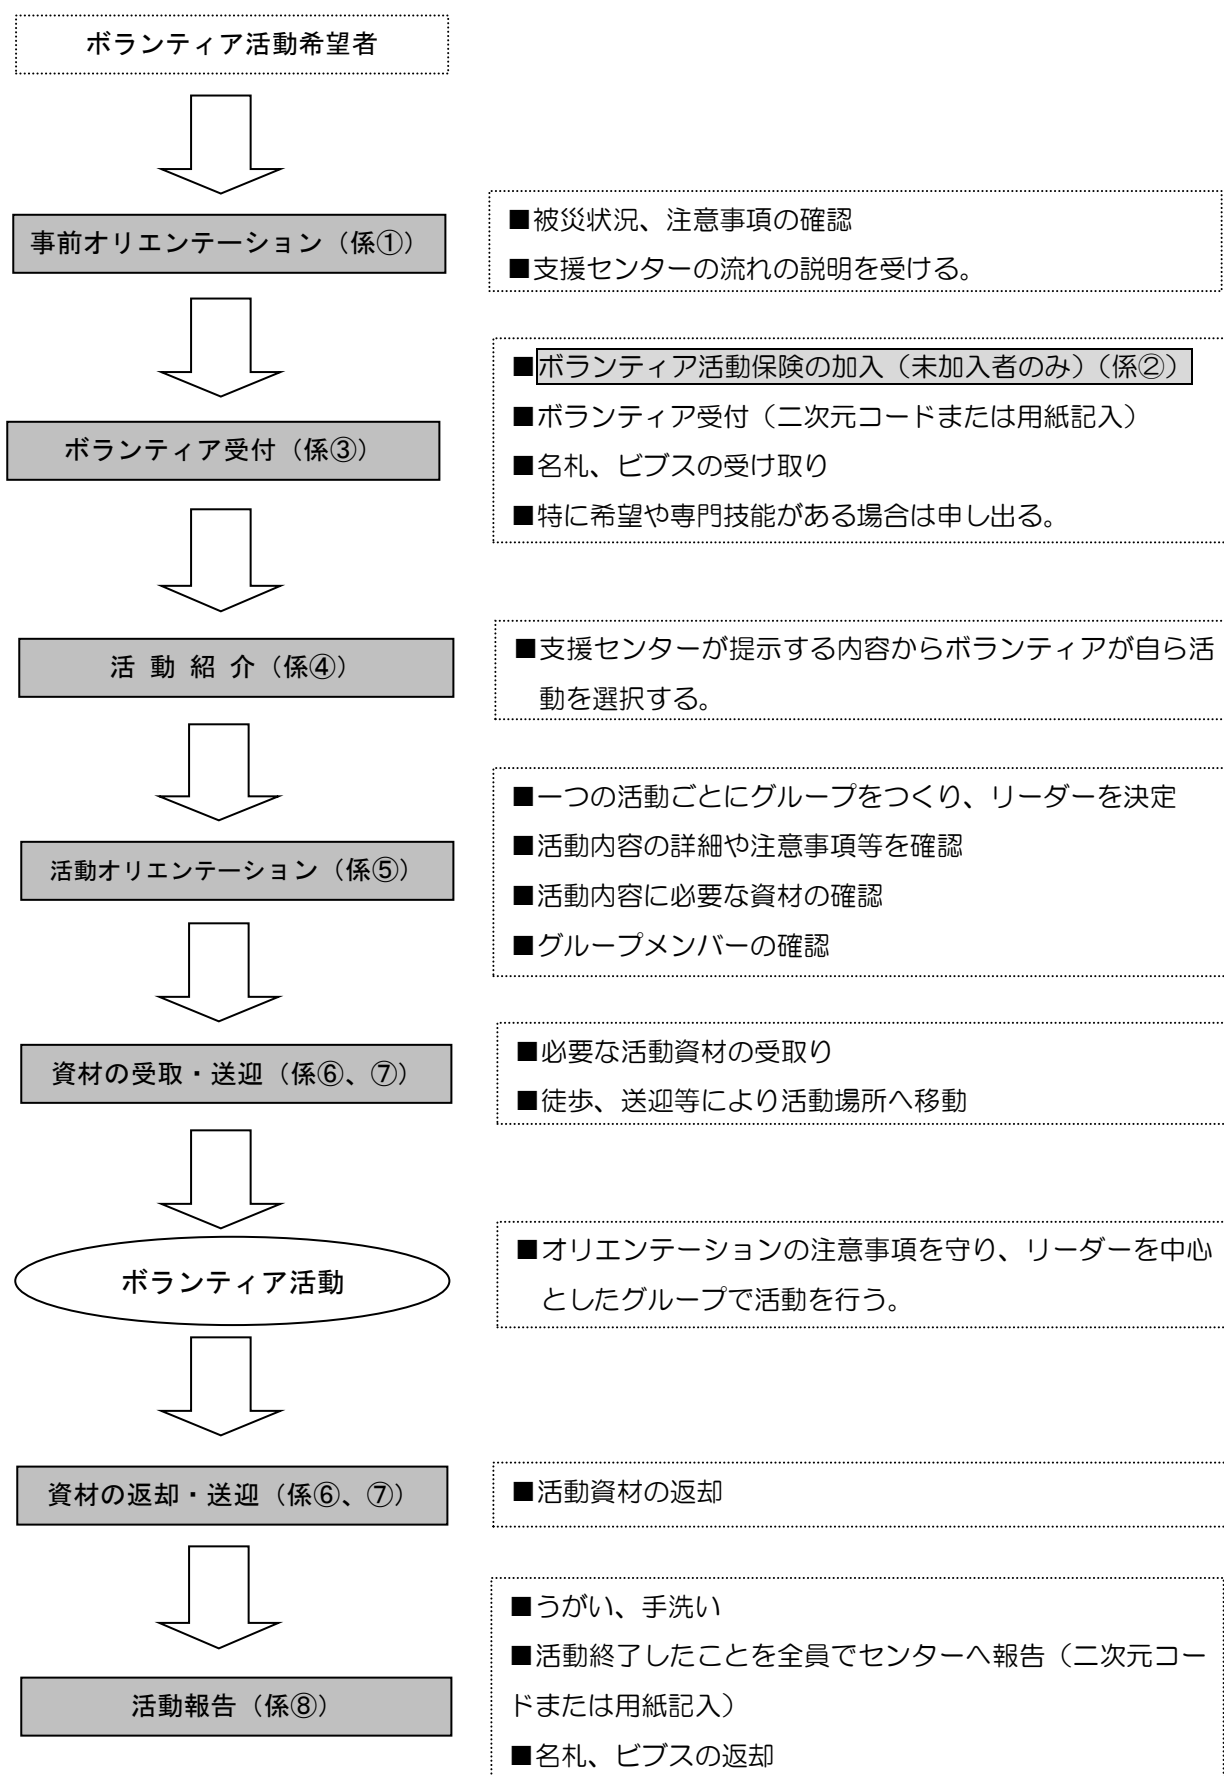 ボランティア活動希望者
事前オリエンテーション（係①）
■被災状況、注意事項の確認
■支援センターの流れの説明を受ける。
ボランティア受付（係③）
■ボランティア活動保険の加入（未加入者のみ）（係②）
■ボランティア受付（二次元コードまたは用紙記入）
■名札、ビブスの受け取り
■特に希望や専門技能がある場合は申し出る。
活 動 紹 介（係④）
■支援センターが提示する内容からボランティアが自ら活
動を選択する。
活動オリエンテーション（係⑤）
■一つの活動ごとにグループをつくり、リーダーを決定
■活動内容の詳細や注意事項等を確認
■活動内容に必要な資材の確認
■グループメンバーの確認
資材の受取・送迎（係⑥、⑦）
■必要な活動資材の受取り
■徒歩、送迎等により活動場所へ移動
ボランティア活動
■オリエンテーションの注意事項を守り、リーダーを中心
としたグループで活動を行う。
資材の返却・送迎（係⑥、⑦）
■活動資材の返却
活動報告（係⑧）
■うがい、手洗い
■活動終了したことを全員でセンターへ報告（二次元コー
ドまたは用紙記入）
■名札、ビブスの返却